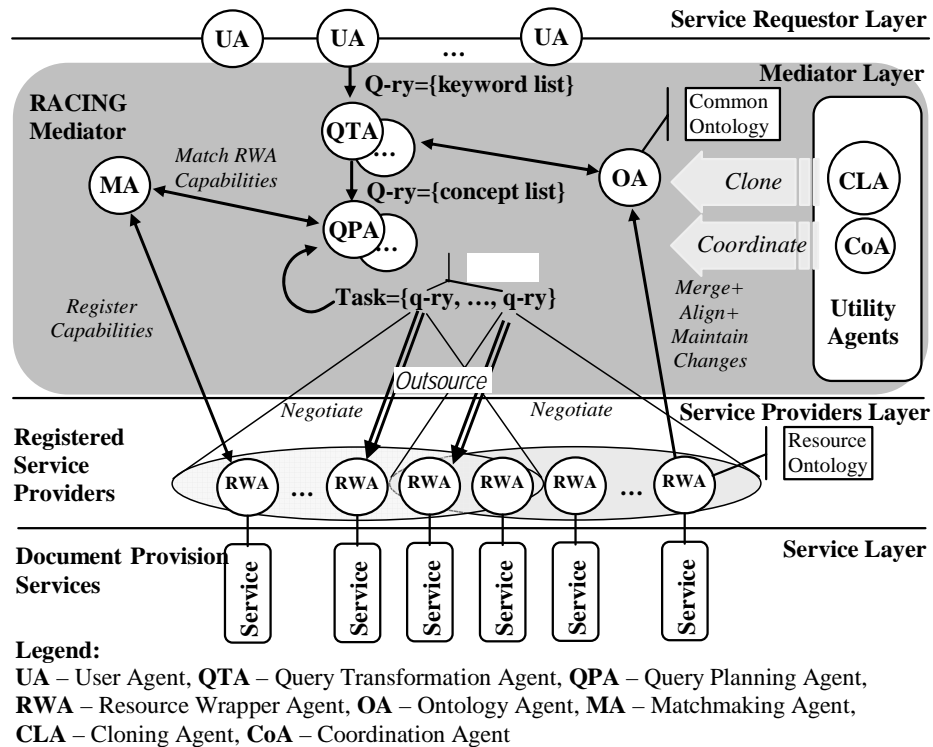 Service Requestor Layer
UA
UA
...
UA
Q-ry={keyword list}
Mediator Layer
RACING
Mediator
Common
Ontology
QTA
...
Match RWA
Capabilities
MA
OA
Clone
CLA
Q-ry={concept list}
QPA
...
Coordinate
CoA
Task={q-ry, …, q-ry}
Register
Capabilities
Merge+
Align+
Maintain
Changes
Utility
Agents
Outsource
Negotiate
Negotiate
Service Providers Layer
Registered
Service
Providers
Resource
Ontology
RWA
...
RWA
RWA
RWA
RWA
...
RWA
Document Provision
Services
Service Layer
Service
Service
Service
Service
Service
Service
Legend:
UA – User Agent, QTA – Query Transformation Agent, QPA – Query Planning Agent,
RWA – Resource Wrapper Agent, OA – Ontology Agent, MA – Matchmaking Agent,
CLA – Cloning Agent, CoA – Coordination Agent